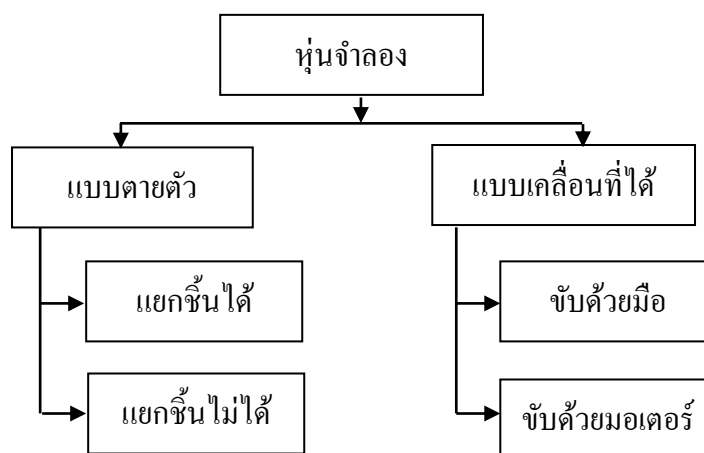 หุ่นจำลอง
แบบตายตัว
แบบเคลื่อนที่ได้
แยกชิ้นได้
ขับด้วยมือ
แยกชิ้นไม่ได้
ขับด้วยมอเตอร์